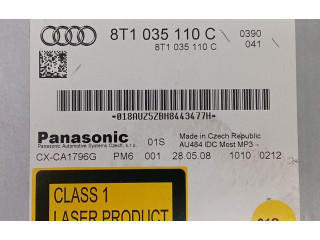 8T1 035 110 C 0390
8T1 035 110 C 041
-018AUZ5ZBH8443477H-
Panasonic 01S Made in Czech Republic
Panasonic Automotive Systems Czech, s.r.o. AU484 IDC Most MP3 -
CX-CA1796G PM6 001 28.05.08 1010 0212
CLASS 1
LASER PRODUCT